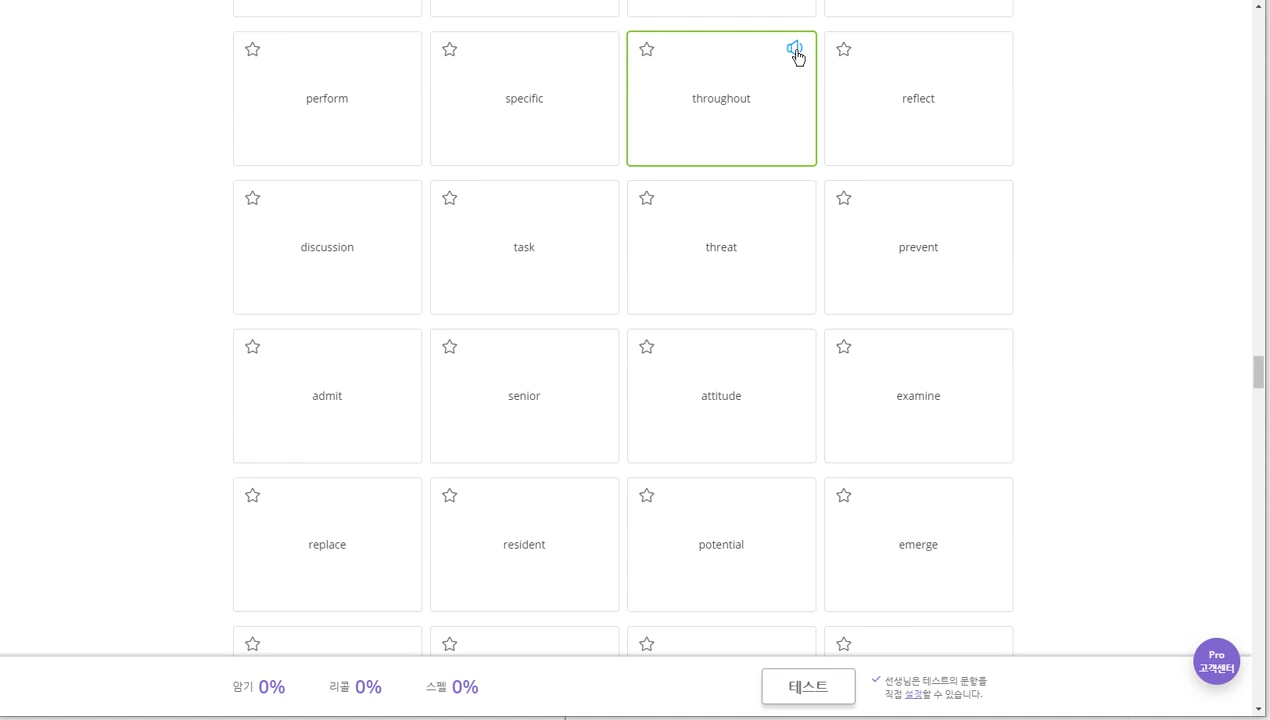 perform
specific
throughout
reflect
discussion
task
threat
prevent
admit
senior
attitude
examine
replace
resident
potential
emerge
암기 0%
리콜 0%
스펠 0%
테스트
선생님은 테스트의 문항을
직접 설정할 수 있습니다.
Pro
고객센터